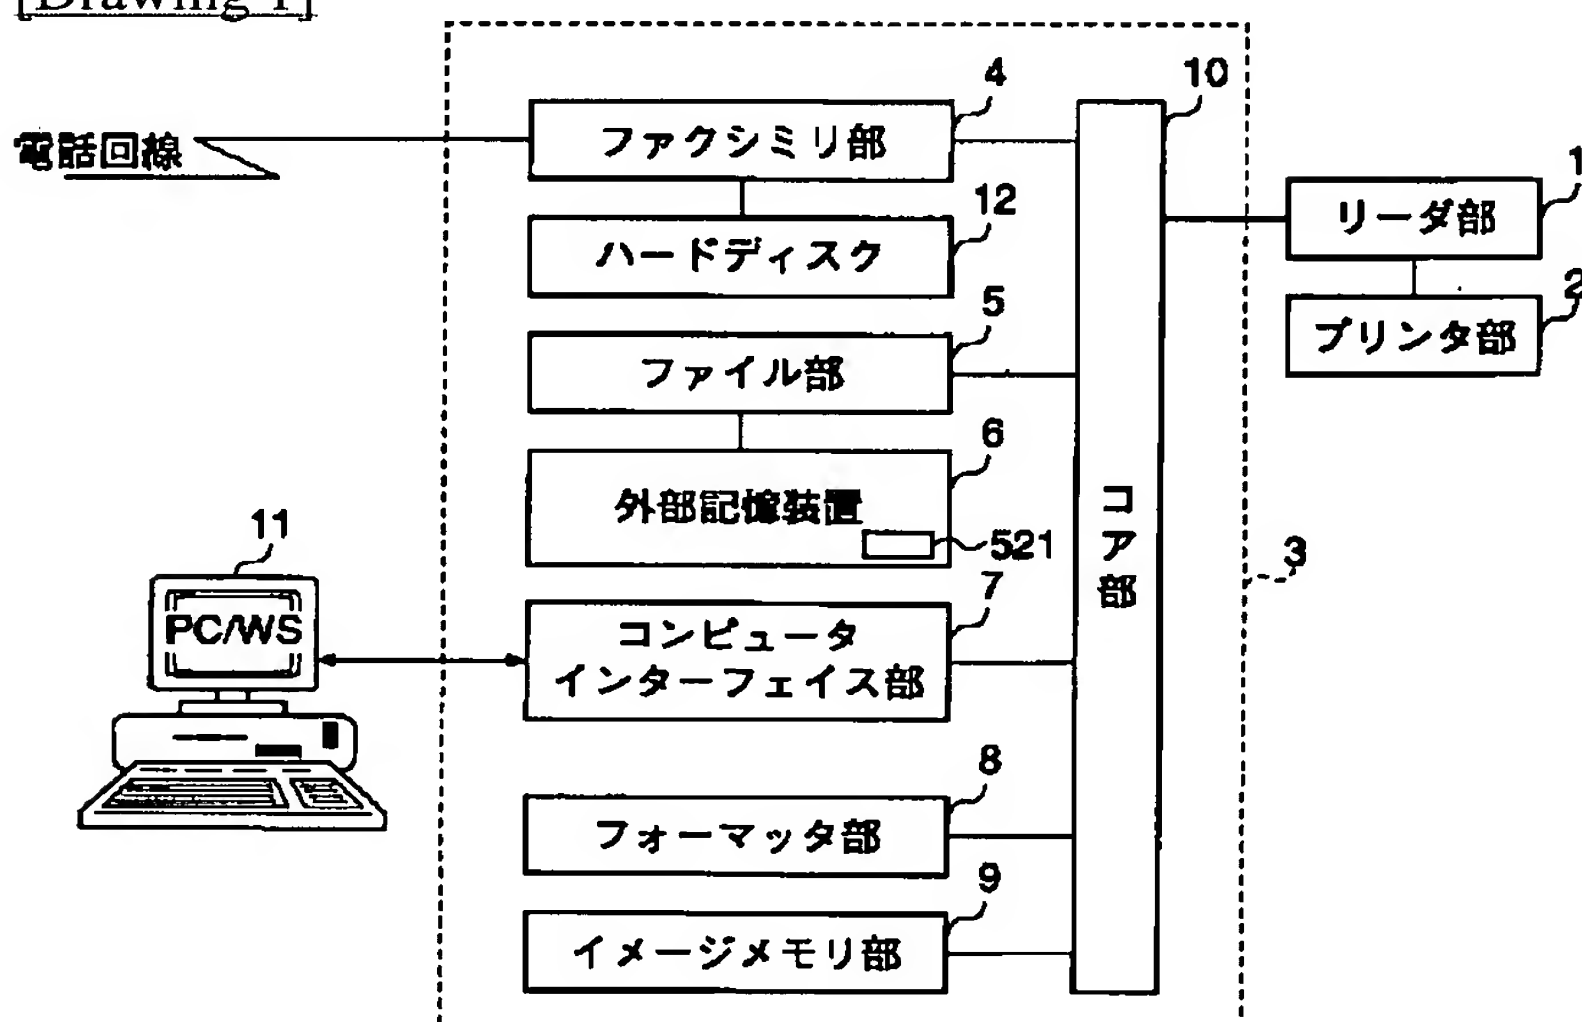 [Drawing 1]
4
10
電話回線
ファクシミリ部
1
12
リーダ部
ハードディスク
2
5
プリンタ部
ファイル部
6
外部記憶装置
521
コア部
3
11
7
PC/WS
コンピュータ
インターフェイス部
8
フォーマッタ部
9
イメージメモリ部